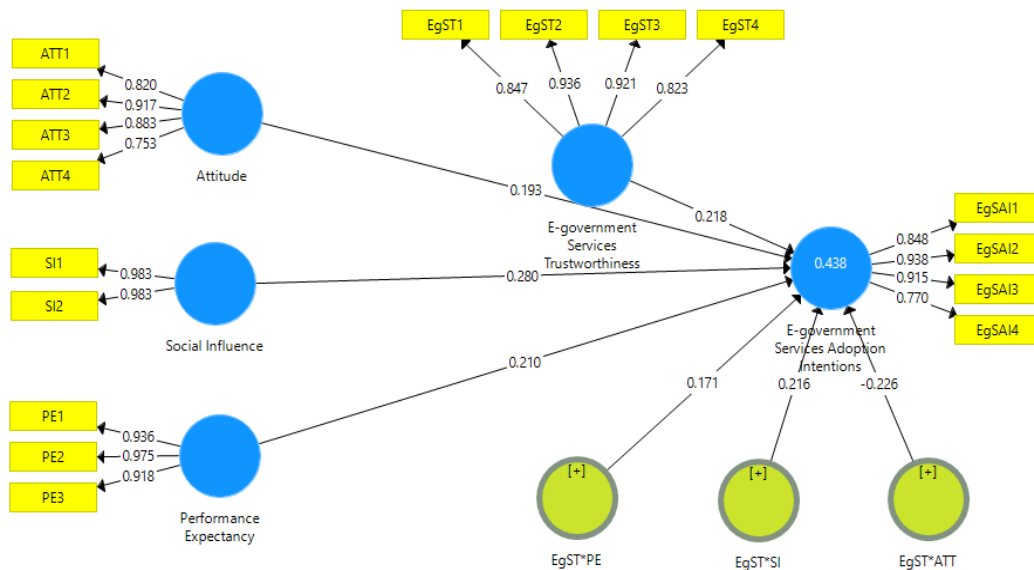 EgST1
EgST2
EgST3
EgST4
0.847
0.936
0.921
0.823
ATT1
ATT2
ATT3
ATT4
0.820
0.917
0.883
0.753
Attitude
0.193
E-government
Services
Trustworthiness
0.218
SI1
SI2
0.983
0.983
Social Influence
0.280
0.438
E-government
Services Adoption
Intentions
EgSAI1
EgSAI2
EgSAI3
EgSAI4
0.848
0.938
0.915
0.770
PE1
PE2
PE3
0.936
0.975
0.918
Performance
Expectancy
0.210
0.171
0.216
-0.226
[+]
[+]
[+]
EgST*PE
EgST*SI
EgST*ATT